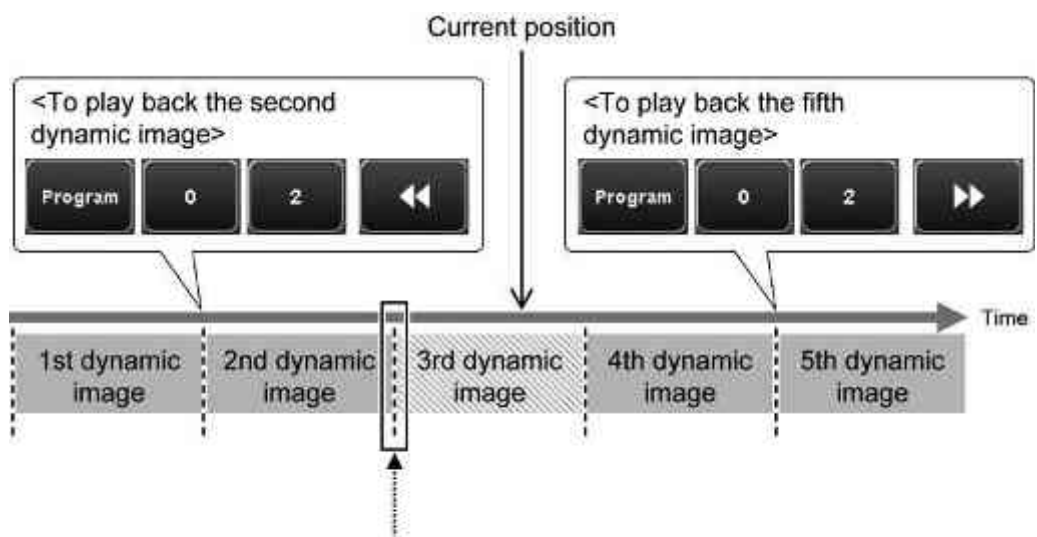 Current position
<To play back the second
dynamic image>
Program 0 2
<To play back the fifth
dynamic image>
Program 0 2
Time
1st dynamic
image
2nd dynamic
image
3rd dynamic
image
4th dynamic
image
5th dynamic
image